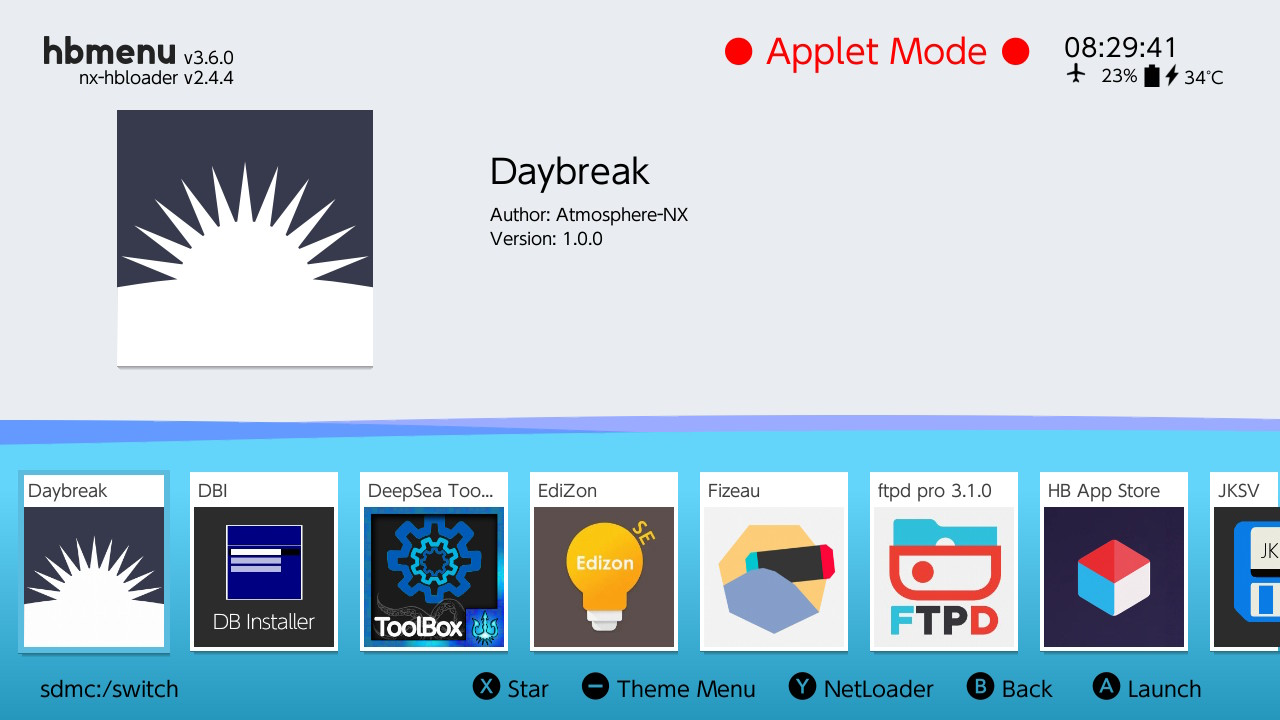 hbmenu v3.6.0
nx-hbloader v2.4.4
Applet Mode
08:29:41
23% 34°C
Daybreak
Author: Atmosphere-NX
Version: 1.0.0
Daybreak
DBI
DB Installer
DeepSea Too...
ToolBox
EdiZon
Edizon
SE
Fizeau
ftpd pro 3.1.0
FTPD
HB App Store
JKSV
JK
sdmc:/switch
X Star
Theme Menu
Y NetLoader
B Back
A Launch